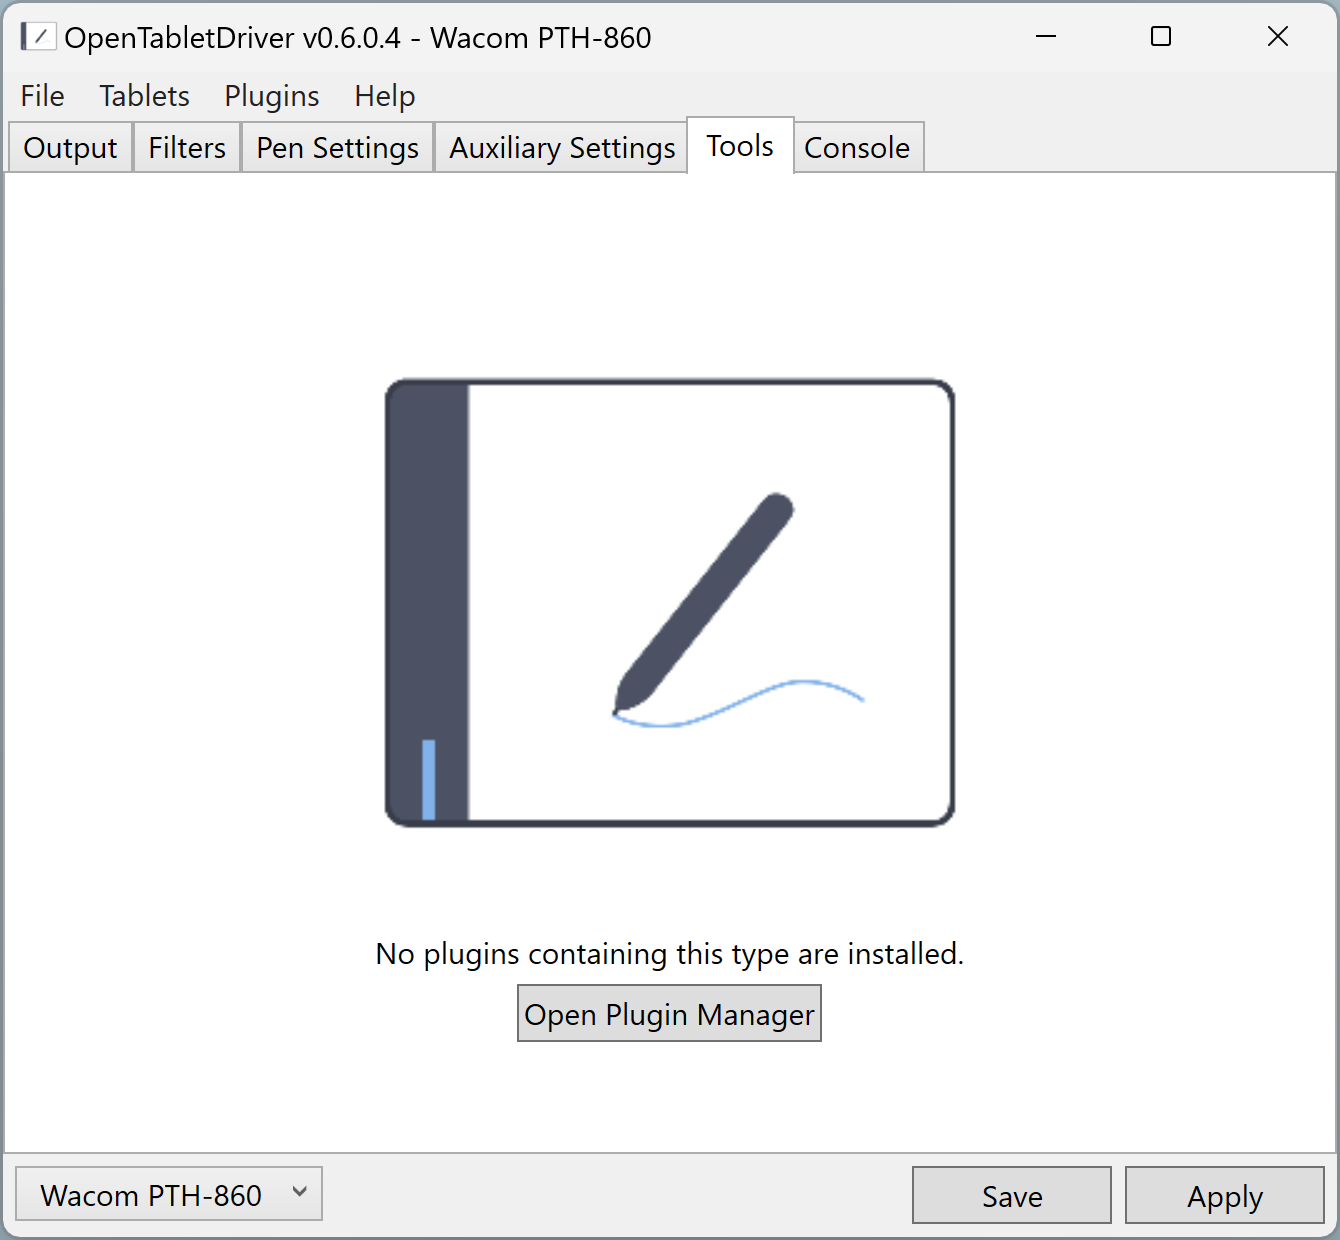 OpenTabletDriver v0.6.0.4 - Wacom PTH-860
File Tablets Plugins Help
Output Filters Pen Settings Auxiliary Settings Tools Console
No plugins containing this type are installed.
Open Plugin Manager
Wacom PTH-860 Save Apply